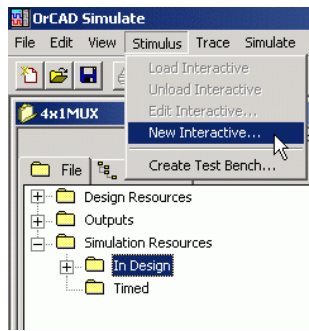 OrCAD Simulate
File Edit View Stimulus Trace Simulate
Load Interactive
Unload Interactive
Edit Interactive...
New Interactive...
Create Test Bench...
4x1MUX
File
Design Resources
Outputs
Simulation Resources
In Design
Timed